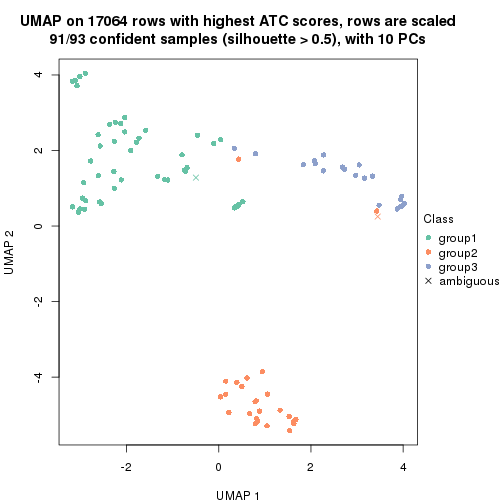 UMAP on 17064 rows with highest ATC scores, rows are scaled
91/93 confident samples (silhouette > 0.5), with 10 PCs
4
2
0
-2
-4
UMAP 2
-2
0
2
4
UMAP 1
Class
group1
group2
group3
ambiguous